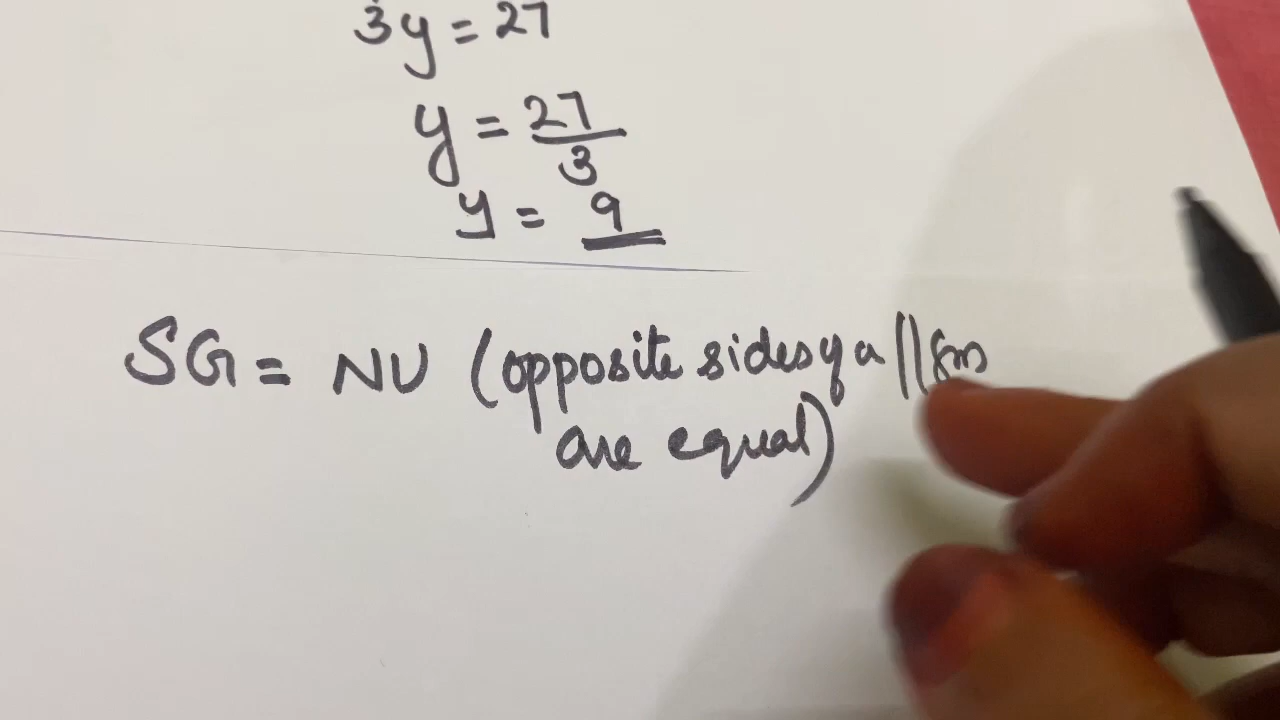 3y = 27
y = 27/3
y = 9
SG = NU (opposite sides of a ||gm
are equal)